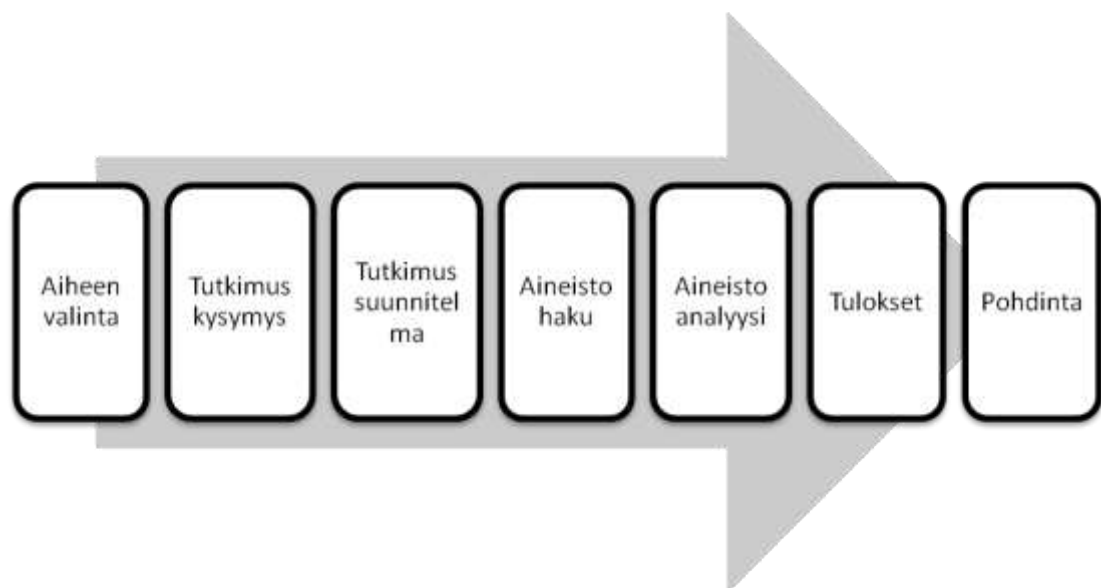 Aiheen
valinta
Tutkimus
kysymys
Tutkimus
suunnitel
ma
Aineisto
haku
Aineisto
analyysi
Tulokset
Pohdinta